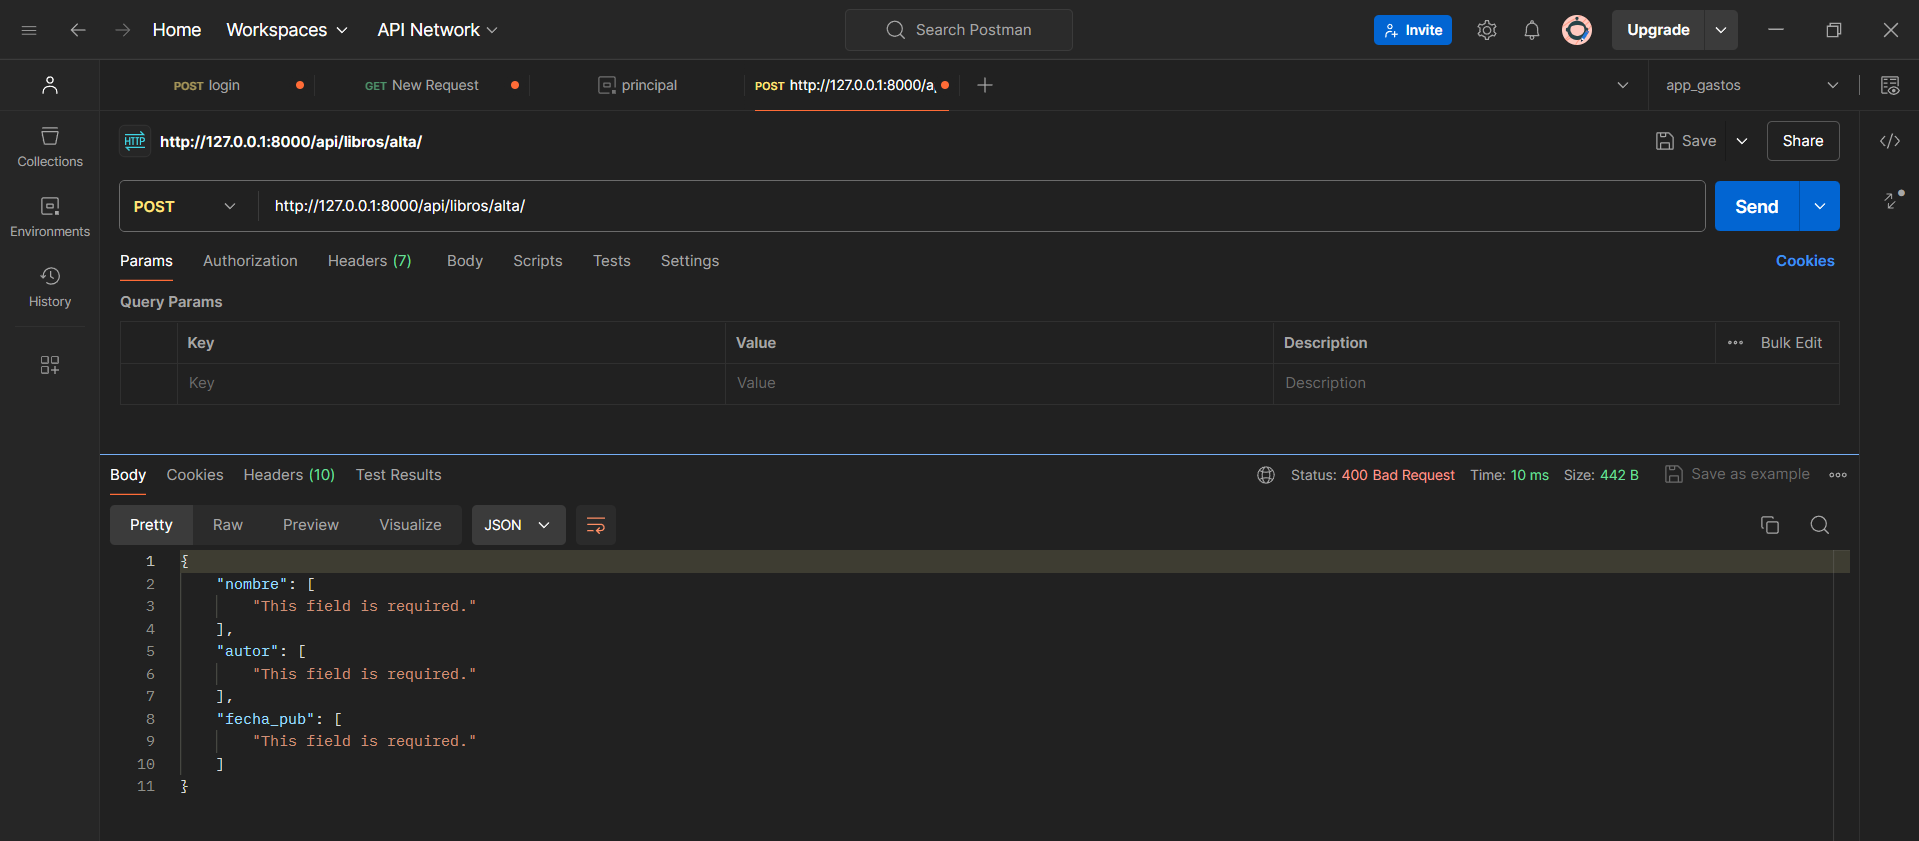 Home Workspaces API Network Search Postman Invite Upgrade
POST login GET New Request principal POST http://127.0.0.1:8000/a app_gastos
HTTP http://127.0.0.1:8000/api/libros/alta/ Save Share
Collections
Environments
History
POST http://127.0.0.1:8000/api/libros/alta/ Send
Params Authorization Headers (7) Body Scripts Tests Settings Cookies
Query Params
Key Value Description Bulk Edit
Key Value Description
Body Cookies Headers (10) Test Results Status: 400 Bad Request Time: 10 ms Size: 442 B Save as example
Pretty Raw Preview Visualize JSON
1 {
2 "nombre": [
3 "This field is required."
4 ],
5 "autor": [
6 "This field is required."
7 ],
8 "fecha_pub": [
9 "This field is required."
10 ]
11 }